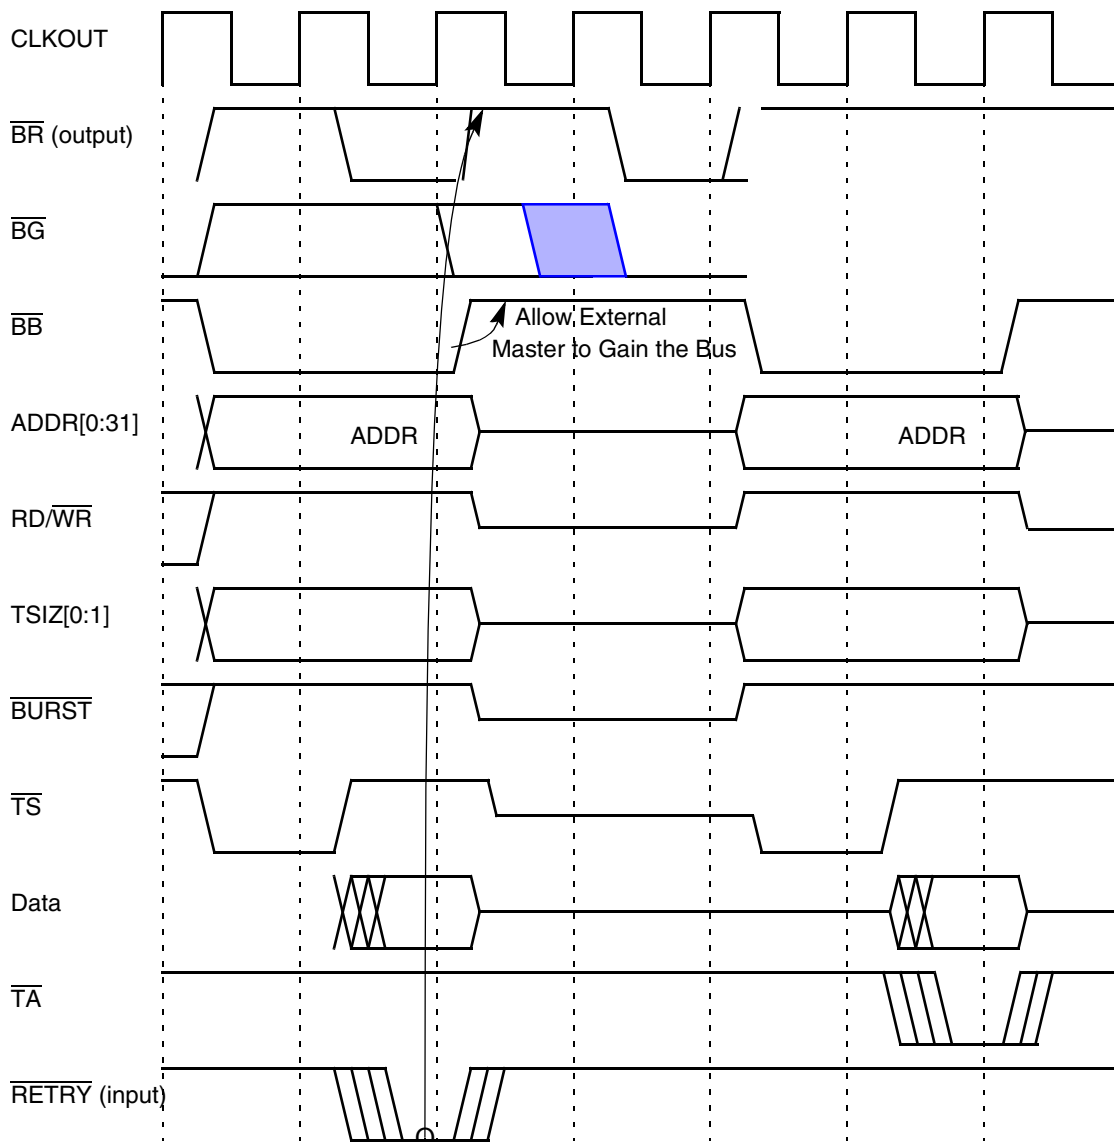 CLKOUT
BR (output)
BG
BB
Allow External
Master to Gain the Bus
ADDR[0:31]
ADDR
ADDR
RD/WR
TSIZ[0:1]
BURST
TS
Data
TA
RETRY (input)